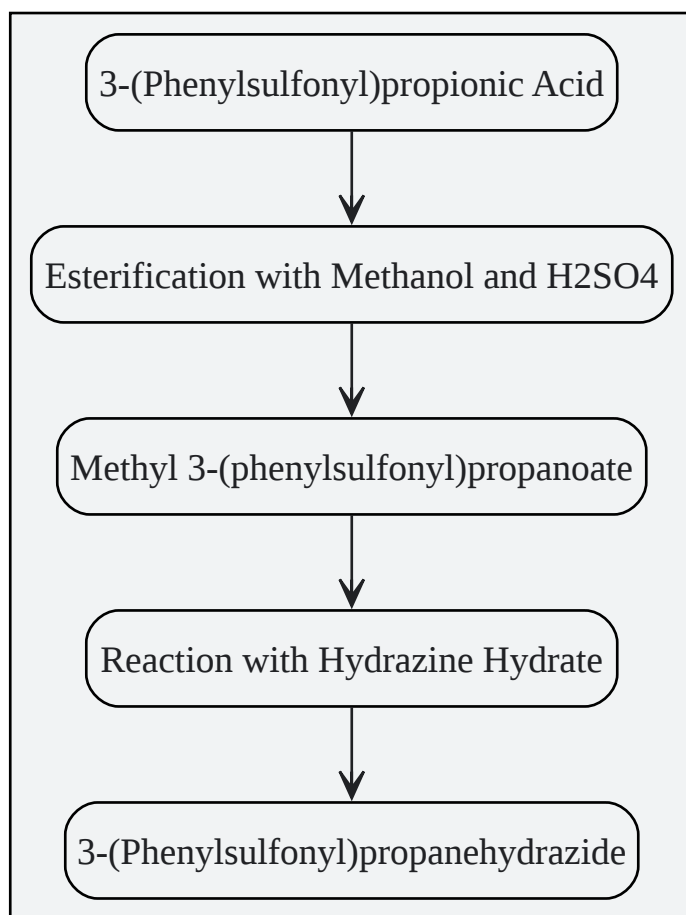 3-(Phenylsulfonyl)propionic Acid
Esterification with Methanol and H2SO4
Methyl 3-(phenylsulfonyl)propanoate
Reaction with Hydrazine Hydrate
3-(Phenylsulfonyl)propanehydrazide